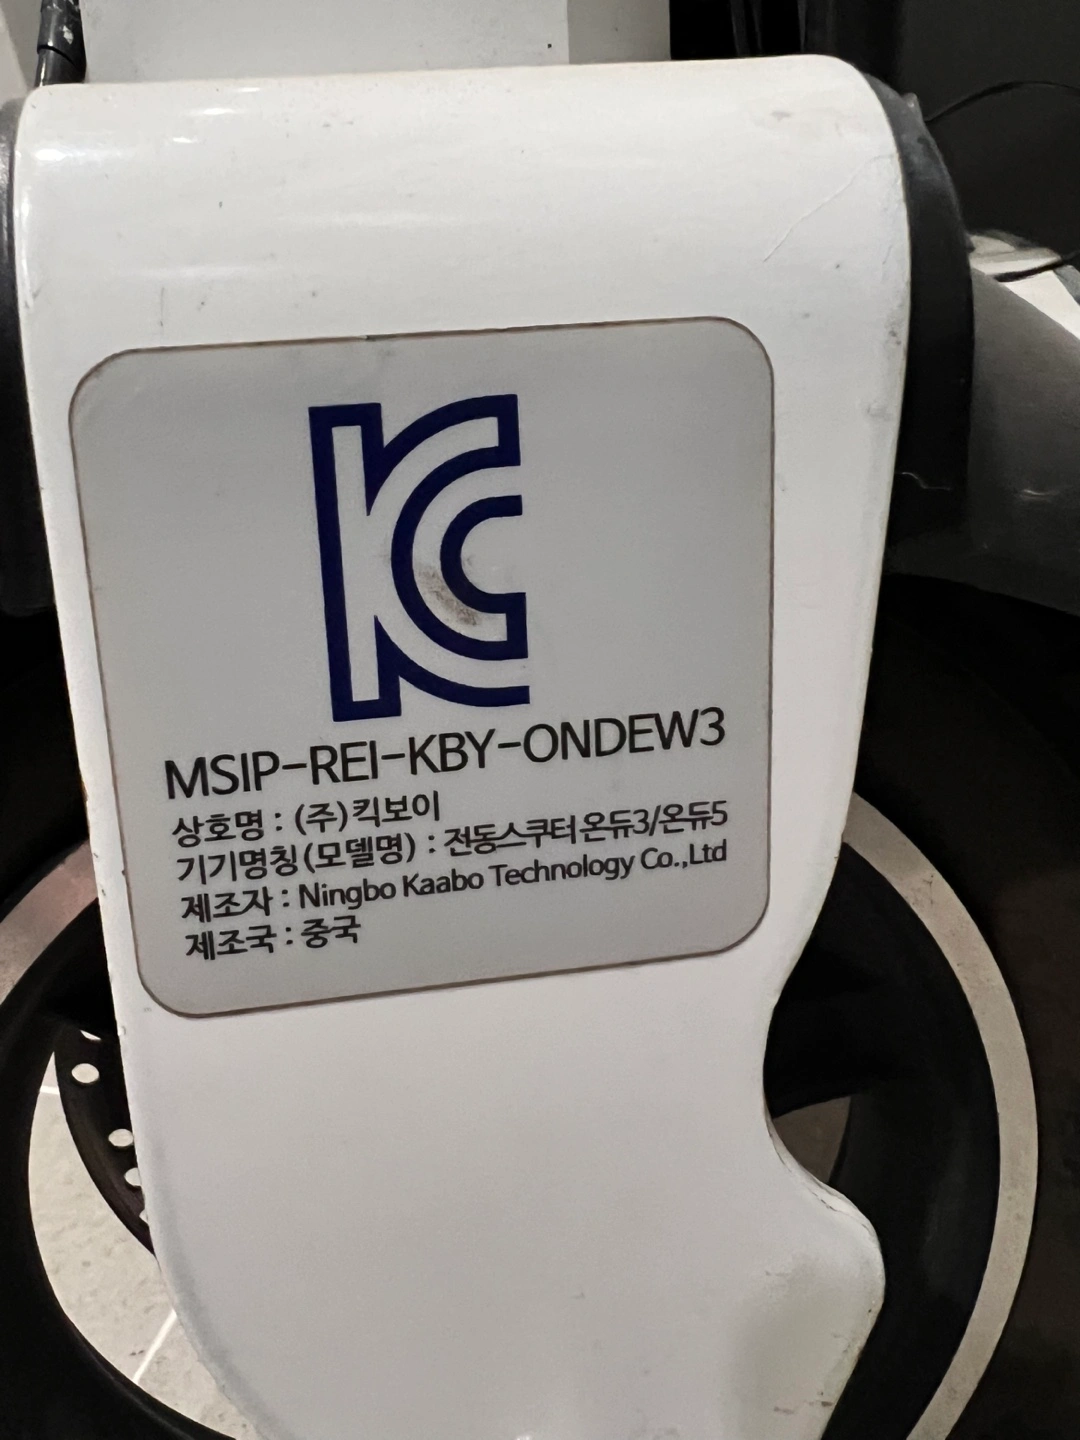 KC
MSIP-REI-KBY-ONDEW3
상호명 : (주)킥보이
기기명칭(모델명) : 전동스쿠터온듀3/온듀5
제조자 : Ningbo Kaabo Technology Co.,Ltd
제조국 : 중국